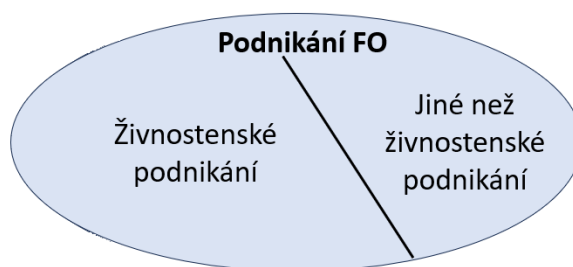 Podnikání FO
Živnostenské
podnikání
Jiné než
živnostenské
podnikání